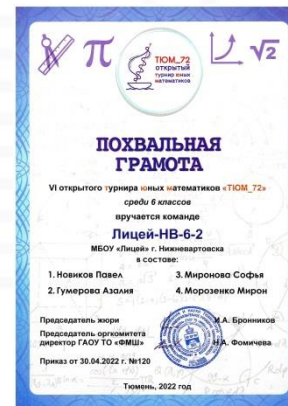 ТЮМ_72
открытый
турнир юных
математиков
π
√2
ПОХВАЛЬНАЯ
ГРАМОТА
VI открытого турнира юных математиков «ТЮМ_72»
среди 6 классов
вручается команде
Лицей-НВ-6-2
МБОУ «Лицей» г. Нижневартовска
в составе:
1. Новиков Павел
3. Миронова Софья
2. Гумерова Азалия
4. Морозенко Мирон
Председатель жюри И.А. Бронников
Председатель оргкомитета
директор ГАОУ ТО «ФМШ» Н.А. Фомичева
Приказ от 30.04.2022 г. №120
Тюмень, 2022 год